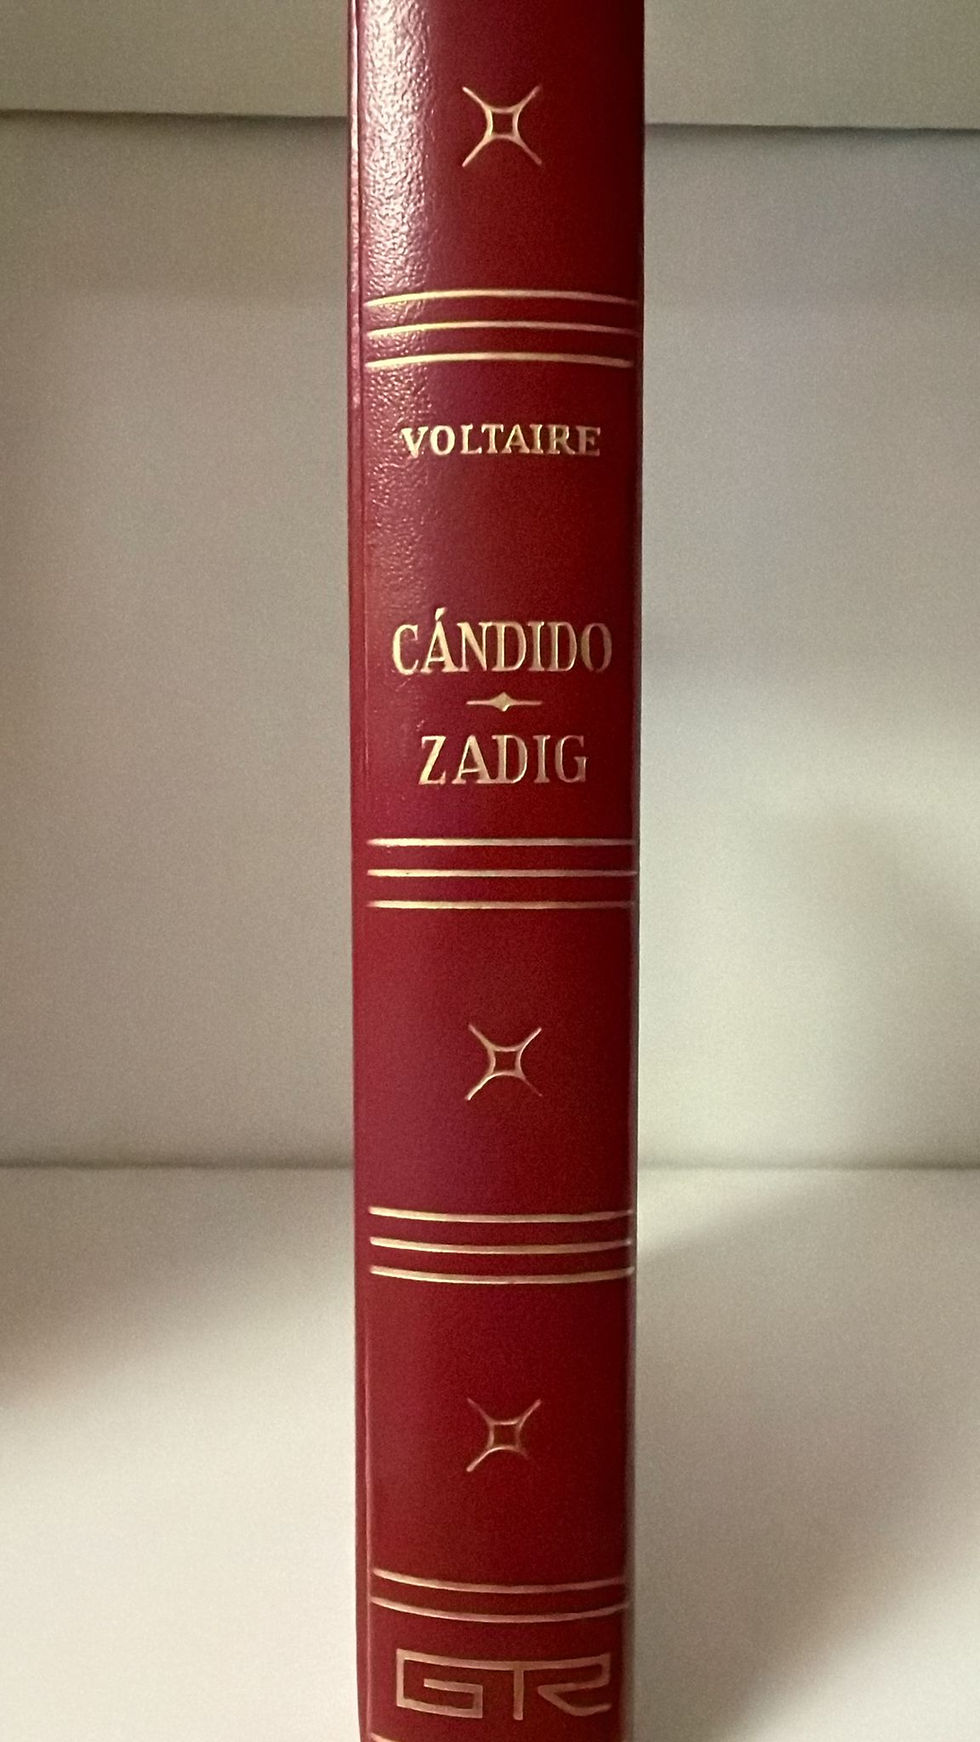 VOLTAIRE
CÁNDIDO
ZADIG
GTR